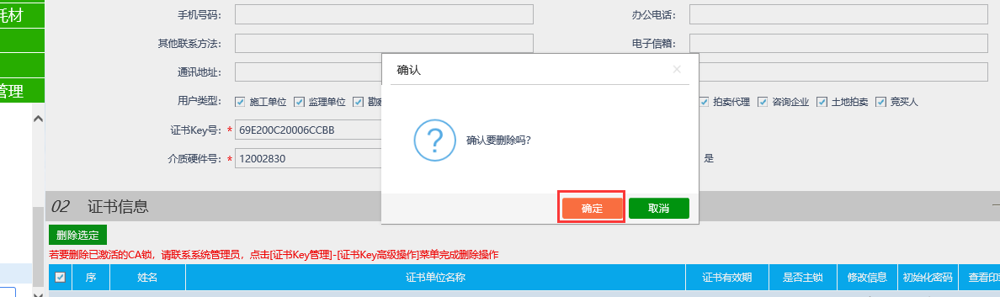 耗材
管理
手机号码：
办公电话：
其他联系方法：
电子信箱：
通讯地址：
用户类型：
施工单位 监理单位 勘察
拍卖代理 咨询企业 土地拍卖 竞买人
证书Key号： * 69E200C20006CCBB
介质硬件号： * 12002830
是
确认
确认要删除吗？
确定
取消
02 证书信息
删除选定
若要删除已激活的CA锁，请联系系统管理员，点击[证书Key管理]-[证书Key高级操作]菜单完成删除操作
序 姓名 证书单位名称 证书有效期 是否主锁 修改信息 初始化密码 查看印